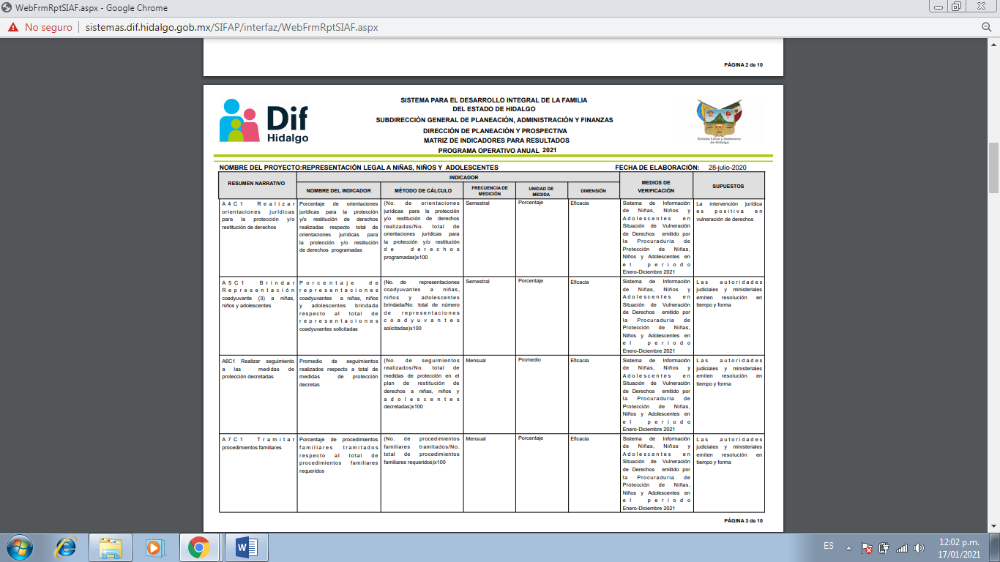 WebFrmRptSIAF.aspx - Google Chrome
No seguro
sistemas.dif.hidalgo.gob.mx/SIFAP/interfaz/WebFrmRptSIAF.aspx
PÁGINA 2 de 10
Dif
Hidalgo
SISTEMA PARA EL DESARROLLO INTEGRAL DE LA FAMILIA
DEL ESTADO DE HIDALGO
SUBDIRECCIÓN GENERAL DE PLANEACIÓN, ADMINISTRACIÓN Y FINANZAS
DIRECCIÓN DE PLANEACIÓN Y PROSPECTIVA
MATRIZ DE INDICADORES PARA RESULTADOS
PROGRAMA OPERATIVO ANUAL 2021
Estado Libre y Soberano
de Hidalgo
NOMBRE DEL PROYECTO:REPRESENTACIÓN LEGAL A NIÑAS, NIÑOS Y ADOLESCENTES
FECHA DE ELABORACIÓN: 28-julio-2020
RESUMEN NARRATIVO
INDICADOR
NOMBRE DEL INDICADOR
MÉTODO DE CÁLCULO
FRECUENCIA DE
MEDICIÓN
UNIDAD DE
MEDIDA
DIMENSIÓN
MEDIOS DE
VERIFICACIÓN
SUPUESTOS
A4C1 Realizar
orientaciones jurídicas
para la protección y/o
restitución de derechos
Porcentaje de orientaciones
jurídicas para la protección
y/o restitución de derechos
realizadas respecto total de
orientaciones jurídicas para
la protección y/o restitución
de derechos programadas
(No. de orientaciones
jurídicas para la protección
y/o restitución de derechos
realizadas/No. total de
orientaciones jurídicas para
la protección y/o restitución
de derechos
programadas)x100
Semestral
Porcentaje
Eficacia
Sistema de Información
de Niñas, Niños y
Adolescentes en
Situación de Vulneración
de Derechos emitido por
la Procuraduria de
Protección de Niñas,
Niños y Adolescentes en
el periodo
Enero-Diciembre 2021
La intervención jurídica
es positiva en
vulneración de derechos
A5C1 Brindar
Representación
coadyuvante (3) a niñas,
niños y adolescentes
Porcentaje de
representaciones
coadyuvantes a niñas, niños
y adolescentes brindada
respecto al total de
representaciones
coadyuvantes solicitadas
(No. de representaciones
coadyuvantes a niñas,
niños y adolescentes
brindada/No. total de número
de representaciones
coadyuvantes
solicitadas)x100
Semestral
Porcentaje
Eficacia
Sistema de Información
de Niñas, Niños y
Adolescentes en
Situación de Vulneración
de Derechos emitido por
la Procuraduria de
Protección de Niñas,
Niños y Adolescentes en
el periodo
Enero-Diciembre 2021
Las autoridades
judiciales y ministeriales
emiten resolución en
tiempo y forma
A6C1 Realizar seguimiento
a las medidas de
protección decretadas
Promedio de seguimientos
realizados respecto a total de
medidas de protección
decretas
(No. de seguimientos
realizados/No. total de
medidas de protección en el
plan de restitución de
derechos a niñas, niños y
adolescentes
decretadas)x100
Mensual
Promedio
Eficacia
Sistema de Información
de Niñas, Niños y
Adolescentes en
Situación de Vulneración
de Derechos emitido por
la Procuraduria de
Protección de Niñas,
Niños y Adolescentes en
el periodo
Enero-Diciembre 2021
Las autoridades
judiciales y ministeriales
emiten resolución en
tiempo y forma
A7C1 Tramitar
procedimientos familiares
Porcentaje de procedimientos
familiares tramitados
respecto al total de
procedimientos familiares
requeridos
(No. de procedimientos
familiares tramitados/No.
total de procedimientos
familiares requeridos)x100
Mensual
Porcentaje
Eficacia
Sistema de Información
de Niñas, Niños y
Adolescentes en
Situación de Vulneración
de Derechos emitido por
la Procuraduria de
Protección de Niñas,
Niños y Adolescentes en
el periodo
Enero-Diciembre 2021
Las autoridades
judiciales y ministeriales
emiten resolución en
tiempo y forma
PÁGINA 3 de 10
ES
12:02 p.m.
17/01/2021